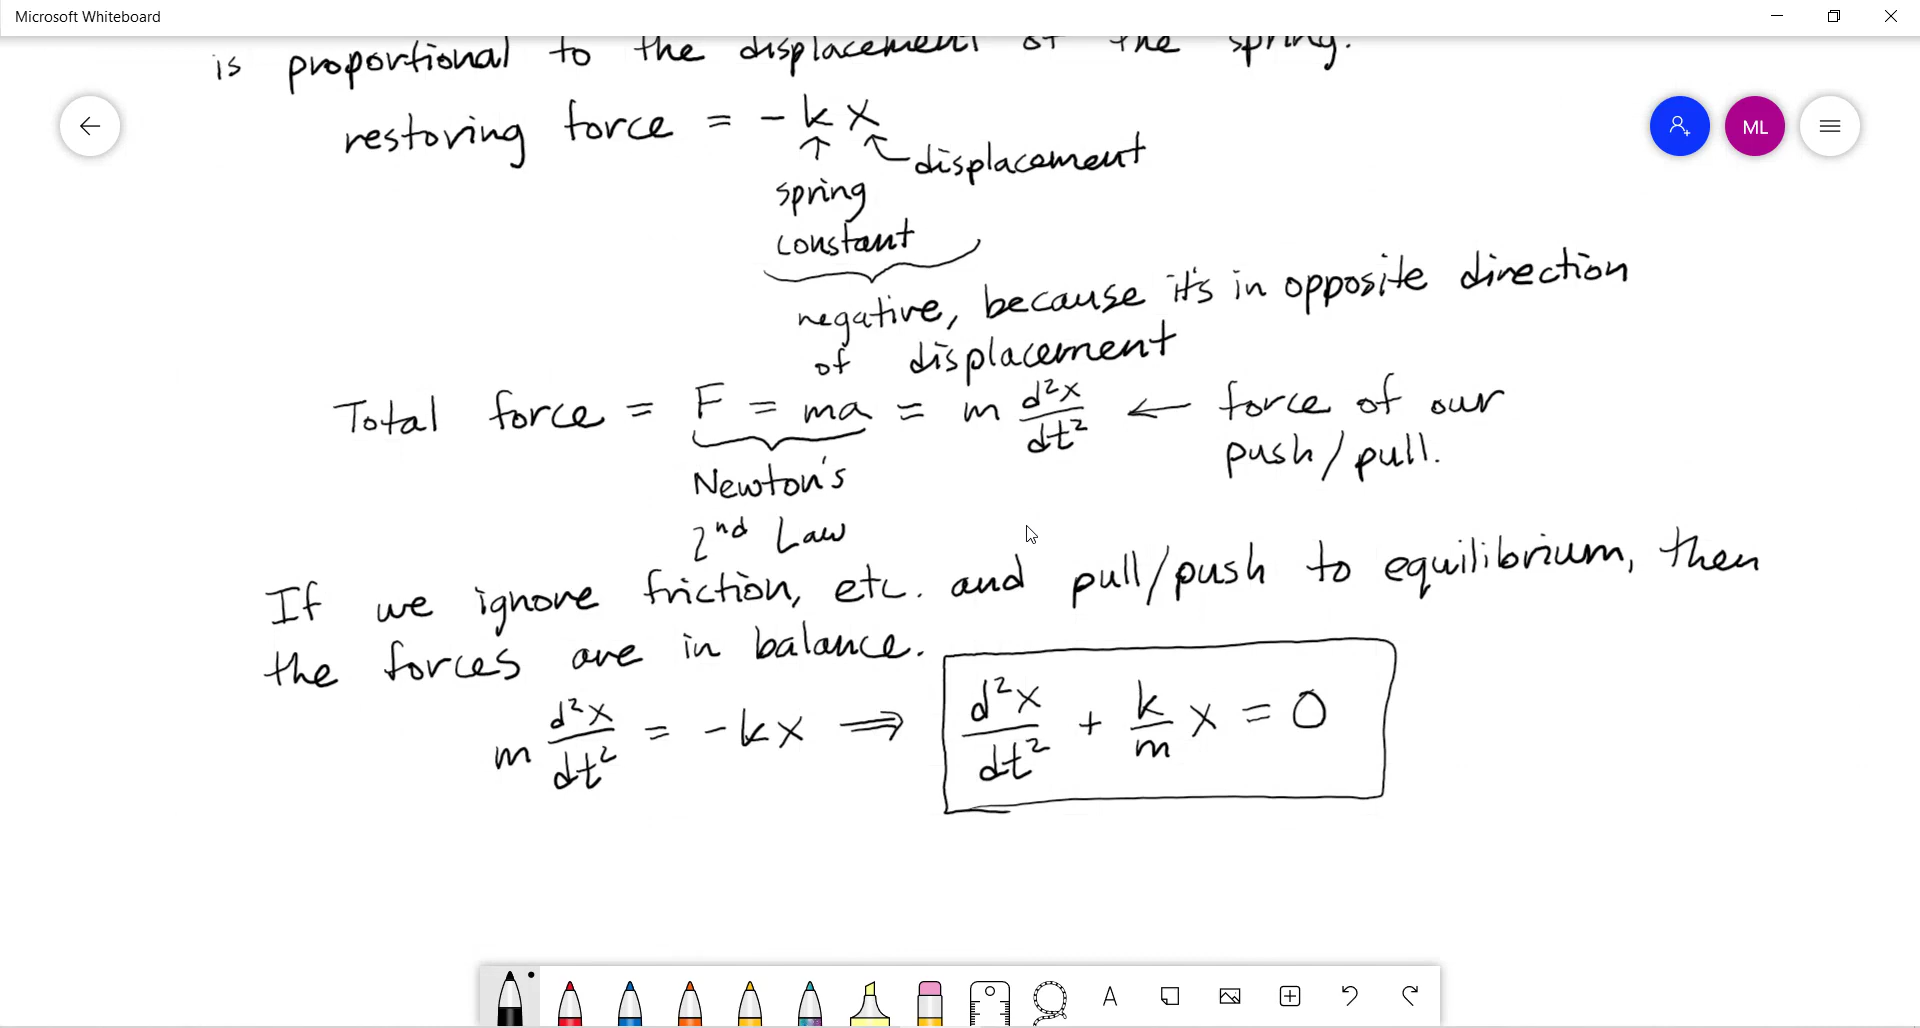 Microsoft Whiteboard
is proportional to the displacement of the spring.
restoring force = -kx
displacement
spring
constant
negative, because it's in opposite direction
of displacement
Total force = F = ma = m d²x/dt² ← force of our
push/pull.
Newton's
2nd Law
If we ignore friction, etc. and pull/push to equilibrium, then
the forces are in balance.
m d²x/dt² = -kx ⟹ d²x/dt² + k/m x = 0
ML
A